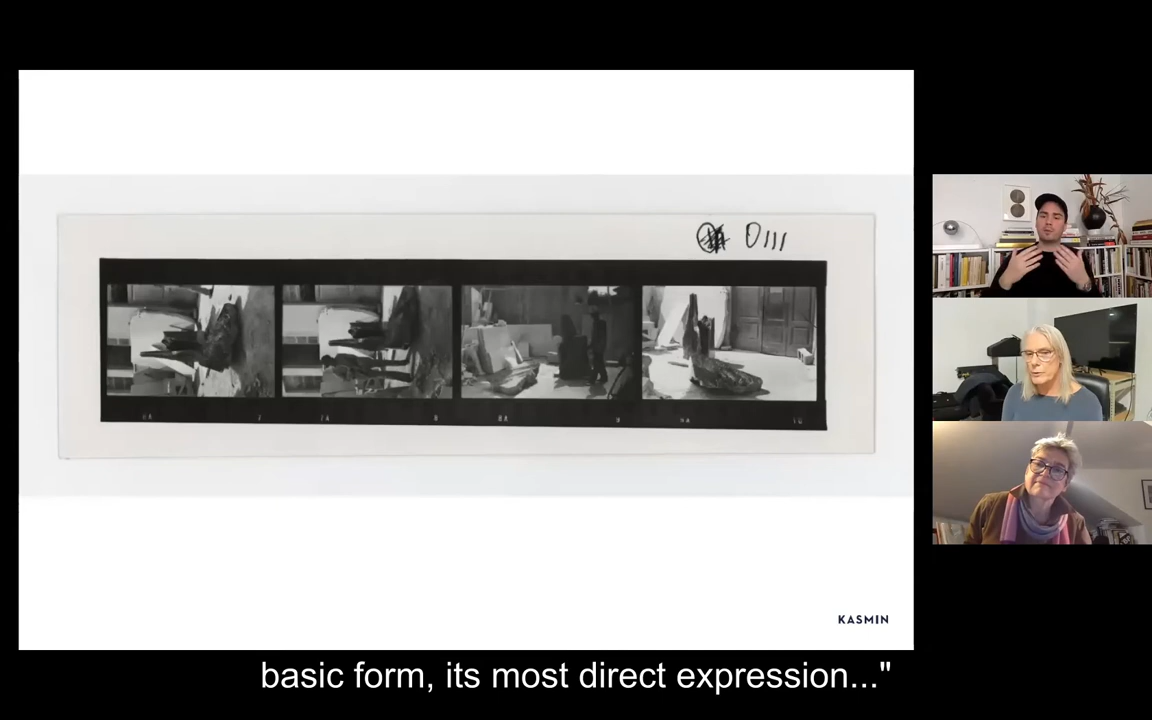 0111
KASMIN
basic form, its most direct expression..."